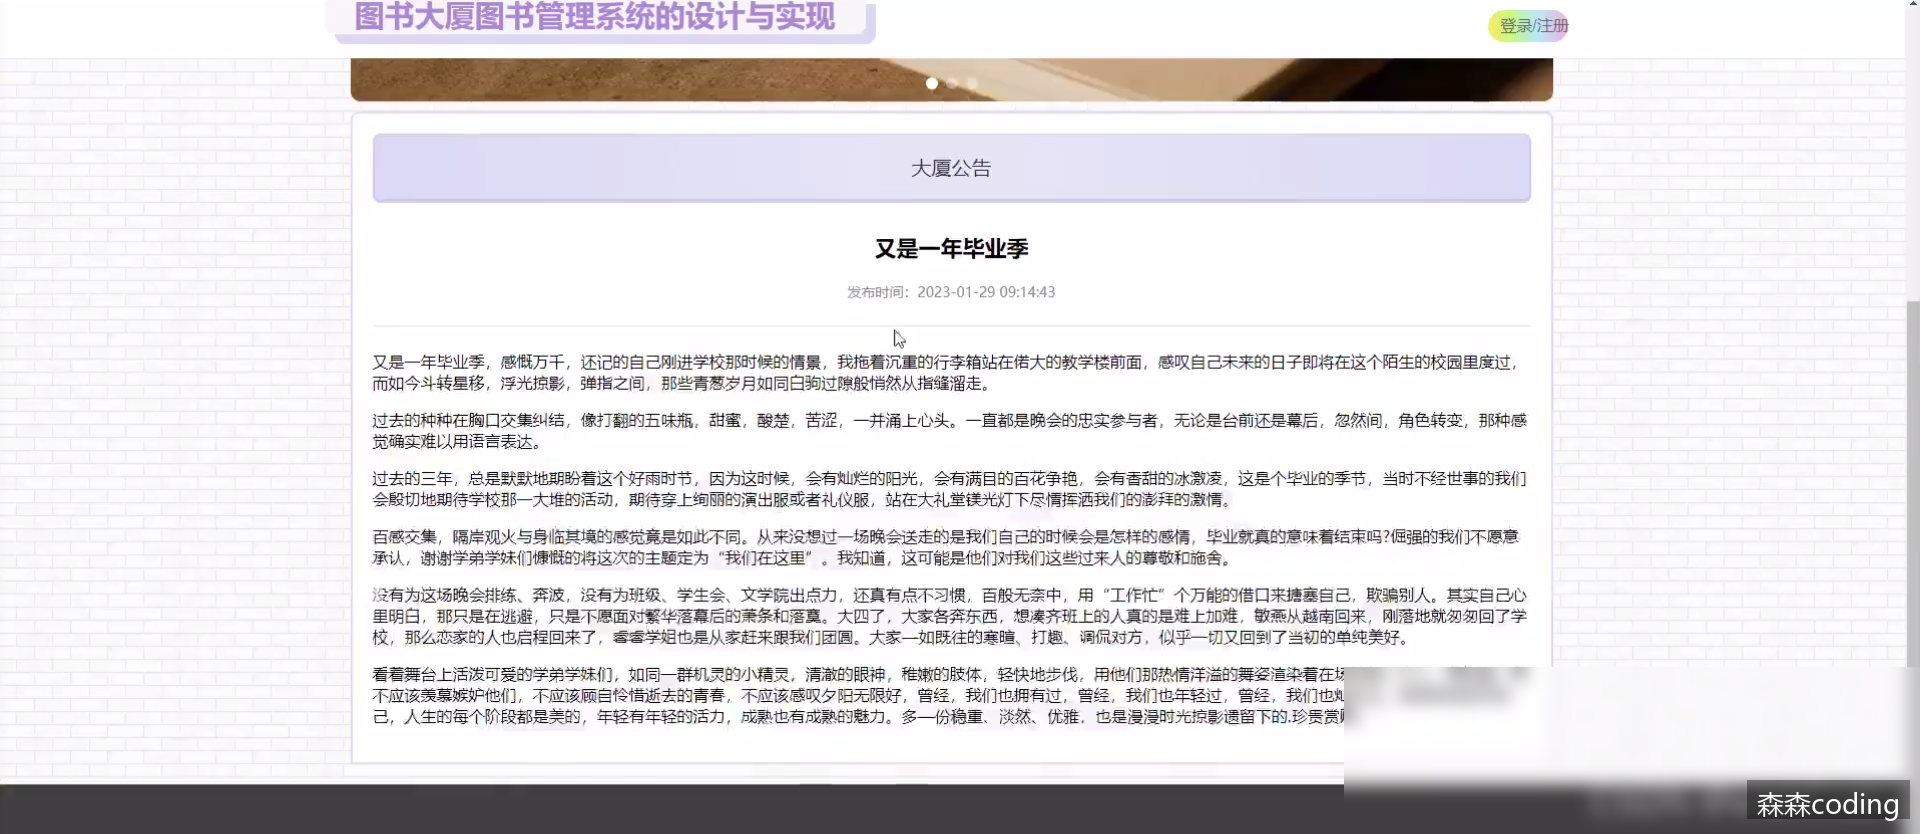 图书大厦图书管理系统的设计与实现
登录/注册
大厦公告
又是一年毕业季
发布时间：2023-01-29 09:14:43
又是一年毕业季，感慨万千，还记的自己刚进学校那时候的情景，我拖着沉重的行李箱站在偌大的教学楼前面，感叹自己未来的日子即将在这个陌生的校园里度过，
而如今斗转星移，浮光掠影，弹指之间，那些青葱岁月如同白驹过隙般悄然从指缝溜走。
过去的种种在胸口交集纠结，像打翻的五味瓶，甜蜜，酸楚，苦涩，一并涌上心头。一直都是晚会的忠实参与者，无论是台前还是幕后，忽然间，角色转变，那种感
觉确实难以用语言表达。
过去的三年，总是默默地期盼着这个好雨时节，因为这时候，会有灿烂的阳光，会有满目的百花争艳，会有香甜的冰激凌，这是个毕业的季节，当时不经世事的我们
会殷切地期待学校那一大堆的活动，期待穿上绚丽的演出服或者礼仪服，站在大礼堂镁光灯下尽情挥洒我们的澎拜的激情。
百感交集，隔岸观火与身临其境的感觉竟是如此不同。从来没想过一场晚会送走的是我们自己的时候会是怎样的感情，毕业就真的意味着结束吗?倔强的我们不愿意
承认，谢谢学弟学妹们慷慨的将这次的主题定为“我们在这里”。我知道，这可能是他们对我们这些过来人的尊敬和施舍。
没有为这场晚会排练、奔波，没有为班级、学生会、文学院出点力，还真有点不习惯，百般无奈中，用“工作忙”个万能的借口来搪塞自己，欺骗别人。其实自己心
里明白，那只是在逃避，只是不愿面对繁华落幕后的萧条和落寞。大四了，大家各奔东西，想凑齐班上的人真的是难上加难，敏燕从越南回来，刚落地就匆匆回了学
校，那么恋家的人也启程回来了，睿睿学姐也是从家赶来跟我们团圆。大家一如既往的寒暄、打趣、调侃对方，似乎一切又回到了当初的单纯美好。
看着舞台上活泼可爱的学弟学妹们，如同一群机灵的小精灵，清澈的眼神，稚嫩的肢体，轻快地步伐，用他们那热情洋溢的舞姿渲染着在场
不应该羡慕嫉妒他们，不应该顾自怜惜逝去的青春，不应该感叹夕阳无限好，曾经，我们也拥有过，曾经，我们也年轻过，曾经，我们也灿
己，人生的每个阶段都是美的，年轻有年轻的活力，成熟也有成熟的魅力。多一份稳重、淡然、优雅，也是漫漫时光掠影遗留下的.珍贵赏
森森coding